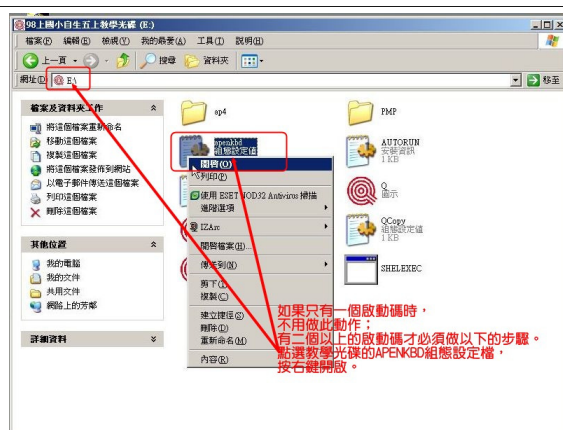 98上國小自生五上教學光碟 (E:)
檔案(F) 編輯(E) 檢視(V) 我的最愛(A) 工具(T) 說明(H)
上一頁 搜尋 資料夾
網址(D) E:\ 移至
檔案及資料夾工作
將這個檔案重新命名
移動這個檔案
複製這個檔案
將這個檔案發佈到網站
以電子郵件傳送這個檔案
列印這個檔案
刪除這個檔案
其他位置
我的電腦
我的文件
共用文件
網路上的芳鄰
詳細資料
ap4
PMP
apenkbd
組態設定值
AUTORUN
安裝資訊
1 KB
Q
圖示
QCopy
組態設定值
1 KB
SHELEXEC
開啓(O)
列印(P)
使用 ESET NOD32 Antivirus 掃描
進階選項
IZArc
開啓檔案(H)...
傳送到(N)
剪下(T)
複製(C)
建立捷徑(S)
刪除(D)
重新命名(M)
內容(R)
如果只有一個啟動碼時，
不用做此動作；
有二個以上的啟動碼才必須做以下的步驟。
點選教學光碟的APENKBD組態設定檔，
按右鍵開啟。